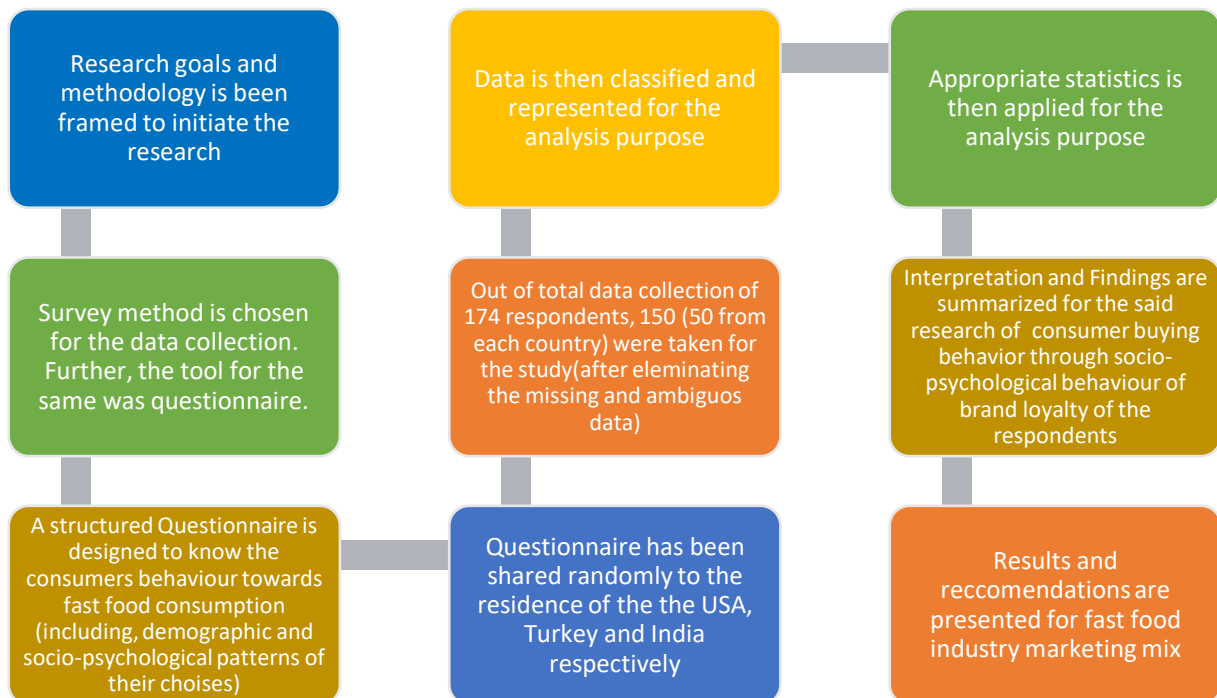 Research goals and
methodology is been
framed to initiate the
research
Survey method is chosen
for the data collection.
Further, the tool for the
same was questionnaire.
A structured Questionnaire is
designed to know the
consumers behaviour towards
fast food consumption
(including, demographic and
socio-psychological patterns of
their choises)
Questionnaire has been
shared randomly to the
residence of the the USA,
Turkey and India
respectively
Out of total data collection of
174 respondents, 150 (50 from
each country) were taken for
the study(after eleminating
the missing and ambiguos
data)
Data is then classified and
represented for the
analysis purpose
Appropriate statistics is
then applied for the
analysis purpose
Interpretation and Findings are
summarized for the said
research of consumer buying
behavior through socio-
psychological behaviour of
brand loyalty of the
respondents
Results and
reccomendations are
presented for fast food
industry marketing mix